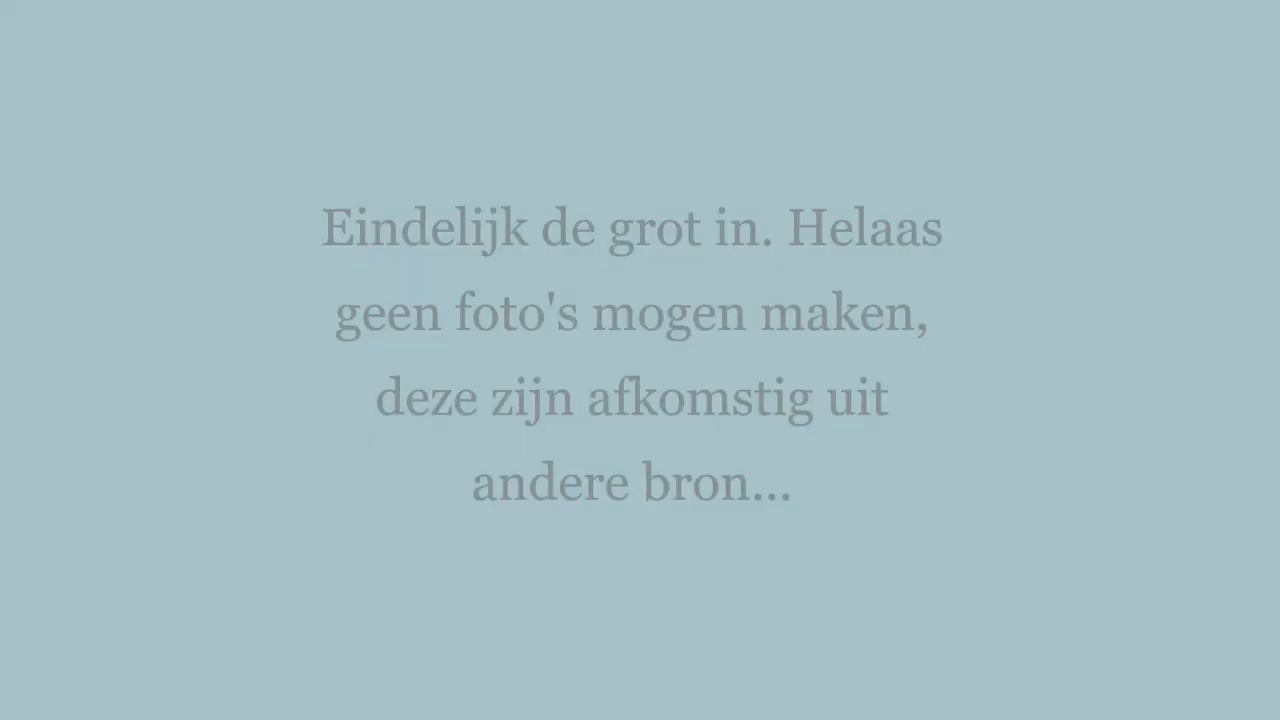 Eindelijk de grot in. Helaas
geen foto's mogen maken,
deze zijn afkomstig uit
andere bron...